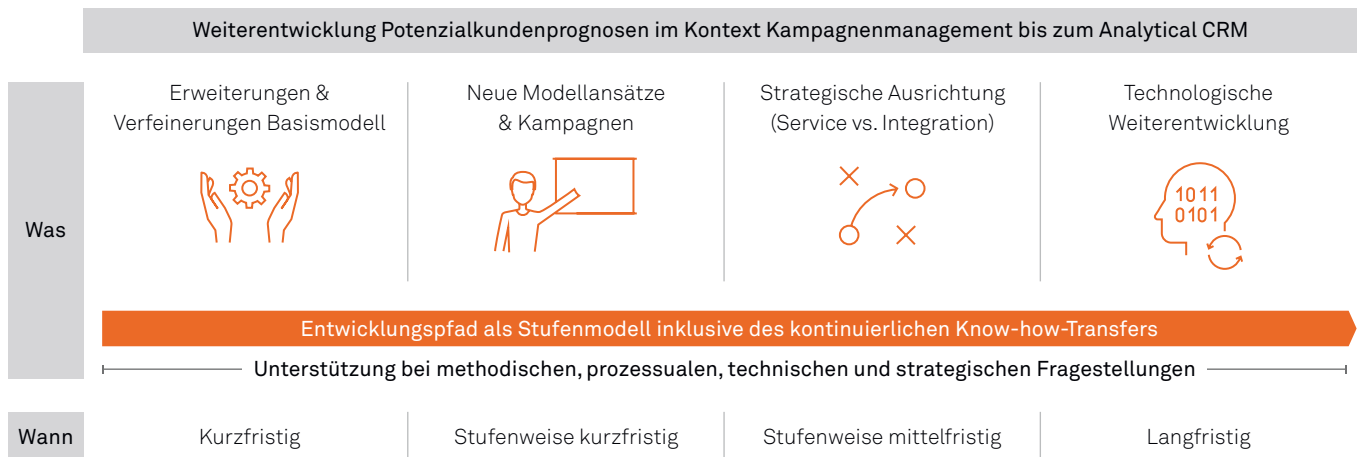 Weiterentwicklung Potenzialkundenprognosen im Kontext Kampagnenmanagement bis zum Analytical CRM
Was
Erweiterungen &
Verfeinerungen Basismodell
Neue Modellansätze
& Kampagnen
Strategische Ausrichtung
(Service vs. Integration)
Technologische
Weiterentwicklung
1011
0101
Entwicklungspfad als Stufenmodell inklusive des kontinuierlichen Know-how-Transfers
Unterstützung bei methodischen, prozessualen, technischen und strategischen Fragestellungen
Wann
Kurzfristig
Stufenweise kurzfristig
Stufenweise mittelfristig
Langfristig